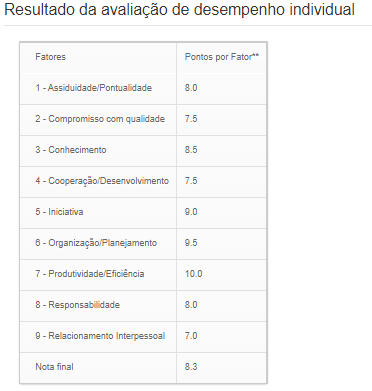 Resultado da avaliação de desempenho individual
Fatores Pontos por Fator**
1 - Assiduidade/Pontualidade 8.0
2 - Compromisso com qualidade 7.5
3 - Conhecimento 8.5
4 - Cooperação/Desenvolvimento 7.5
5 - Iniciativa 9.0
6 - Organização/Planejamento 9.5
7 - Produtividade/Eficiência 10.0
8 - Responsabilidade 8.0
9 - Relacionamento Interpessoal 7.0
Nota final 8.3